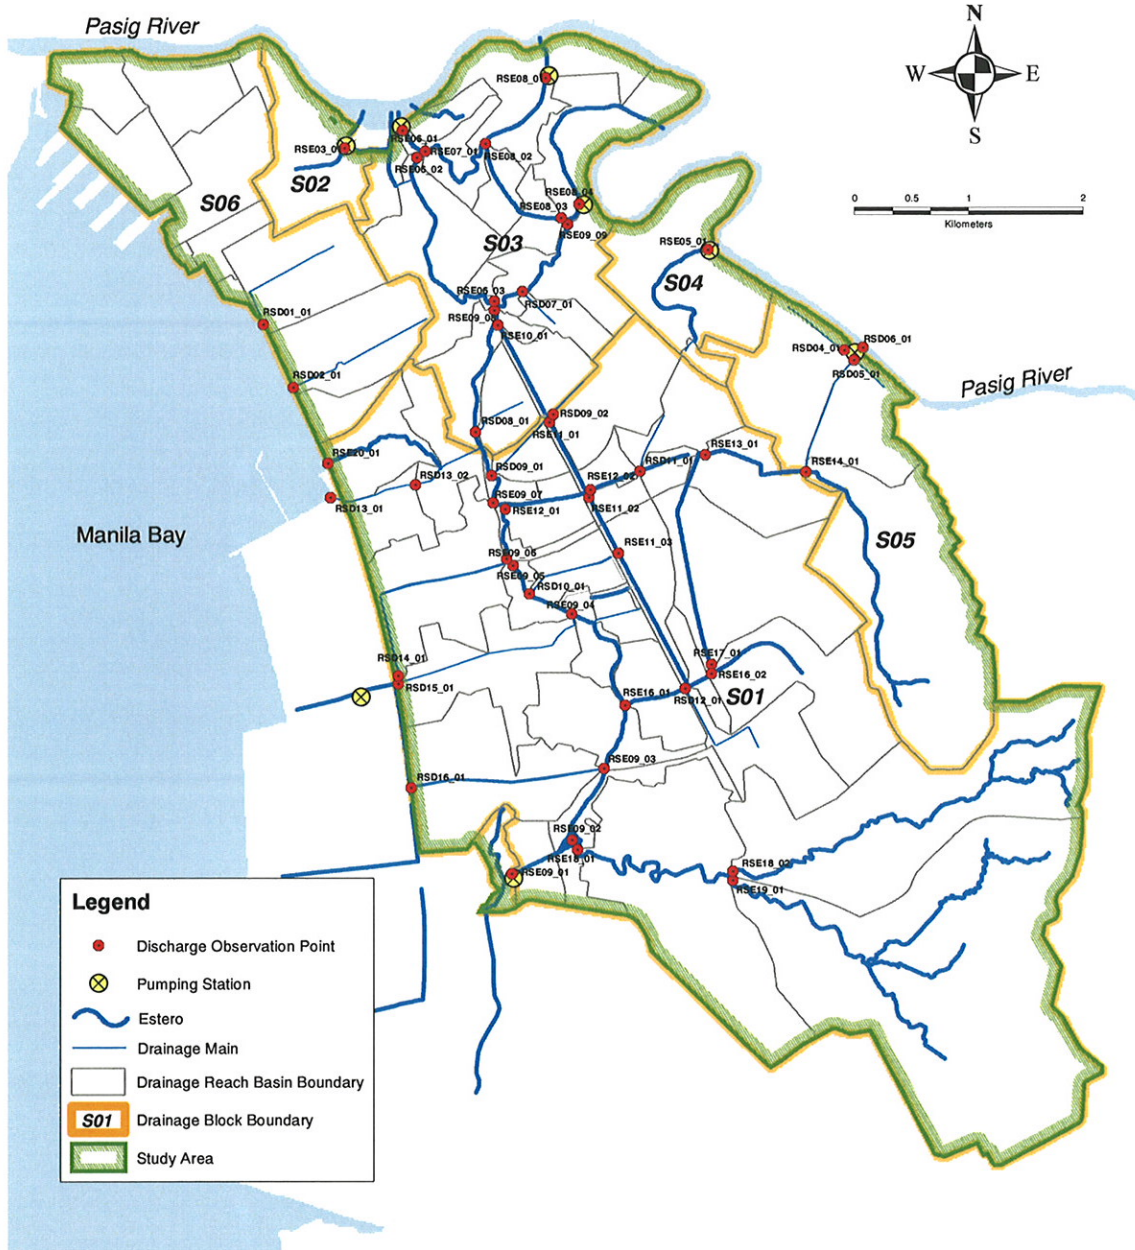 Pasig River
N
W
E
S
RSE08_01
RSE06_01
RSE03_01
RSE07_01
RSE06_02
RSE08_02
S02
S06
RSE08_04
RSE08_03
RSE09_09
S03
0
0.5
1
2
Kilometers
RSE05_01
S04
RSE06_03
RSD07_01
RSE09_08
RSE10_01
RSD01_01
RSD04_01
RSD06_01
RSD05_01
Pasig River
RSD02_01
RSD09_02
RSE11_01
RSD08_01
RSE20_01
RSD09_01
RSD13_02
RSD13_01
RSE13_01
RSD11_01
RSE14_01
RSE12_02
RSE11_02
RSE09_07
RSE12_01
Manila Bay
S05
RSE11_03
RSE09_06
RSE09_05
RSD10_01
RSE09_04
RSD14_01
RSD15_01
RSE17_01
RSE16_02
RSE16_01
RSD12_01
S01
RSE09_03
RSD16_01
RSE09_02
RSE18_01
RSE18_02
RSE19_01
RSE09_01
Legend
Discharge Observation Point
Pumping Station
Estero
Drainage Main
Drainage Reach Basin Boundary
S01 Drainage Block Boundary
Study Area